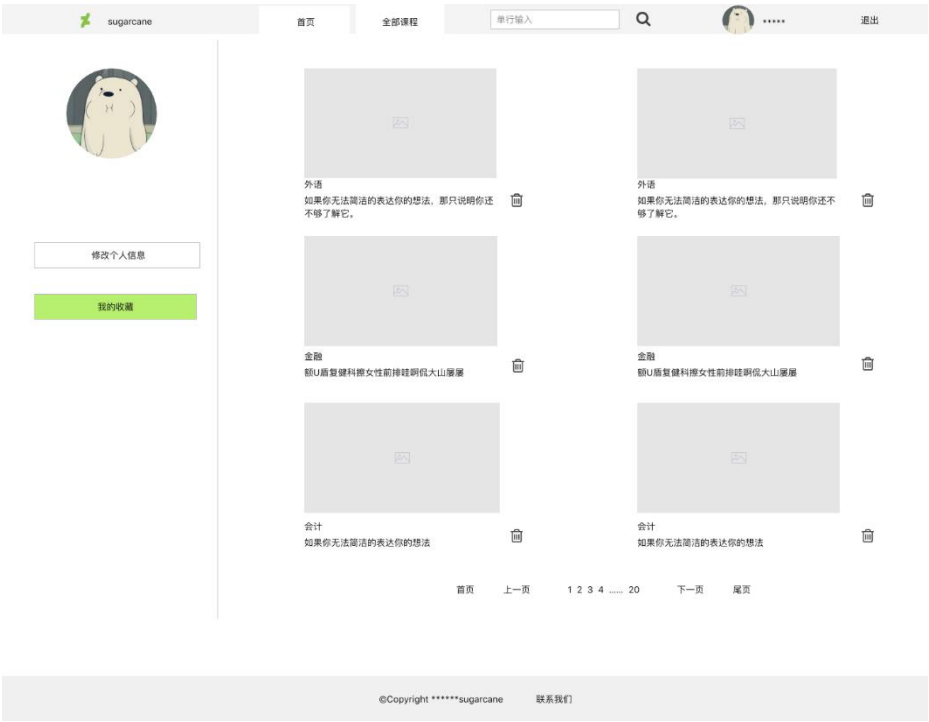 sugarcane 首页 全部课程 单行输入 ***** 退出
修改个人信息
我的收藏
外语
如果你无法简洁的表达你的想法，那只说明你还
不够了解它。
外语
如果你无法简洁的表达你的想法，那只说明你还不
够了解它。
金融
额U盾复健科擦女性前排哇啊侃大山屡屡
金融
额U盾复健科擦女性前排哇啊侃大山屡屡
会计
如果你无法简洁的表达你的想法
会计
如果你无法简洁的表达你的想法
首页 上一页 1 2 3 4 ...... 20 下一页 尾页
©Copyright ******sugarcane 联系我们